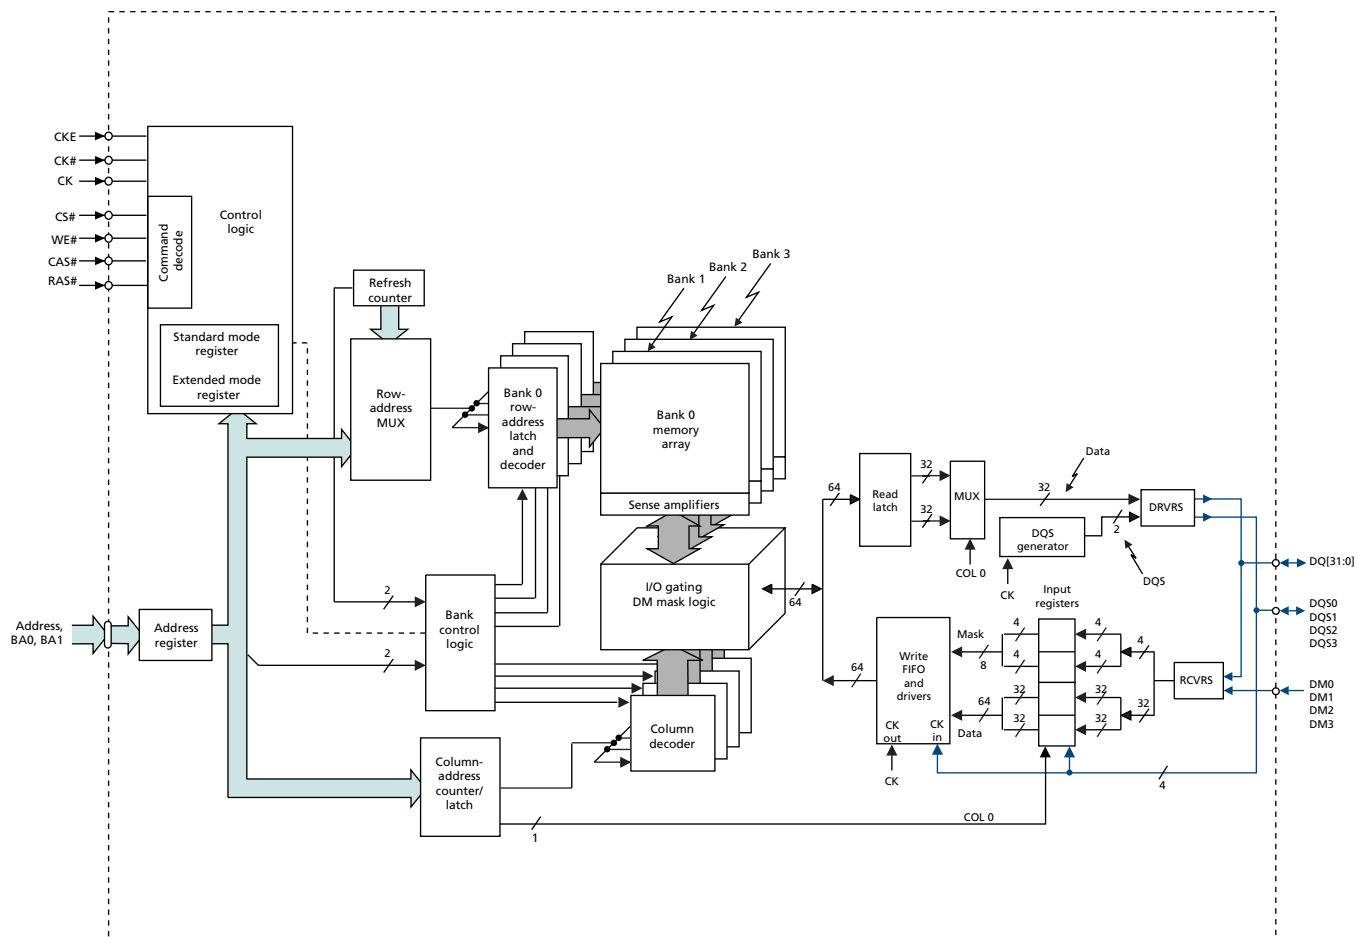 CKE
CK#
CK
CS#
WE#
CAS#
RAS#
Command
decode
Control
logic
Standard mode
register
Extended mode
register
Refresh
counter
Row-
address
MUX
Bank 0
row-
address
latch
and
decoder
Bank 1
Bank 2
Bank 3
Bank 0
memory
array
Sense amplifiers
I/O gating
DM mask logic
Address,
BA0, BA1
Address
register
2
2
Bank
control
logic
Column
decoder
Column-
address
counter/
latch
1
COL 0
64
64
64
Read
latch
32
32
MUX
COL 0
32
Data
DQS
generator
CK
2
DQS
DRVRS
DQ[31:0]
DQS0
DQS1
DQS2
DQS3
DM0
DM1
DM2
DM3
RCVRS
Input
registers
Write
FIFO
and
drivers
CK
out
CK
in
CK
Mask
8
64
Data
4
4
32
32
4
4
32
32
4
32
4